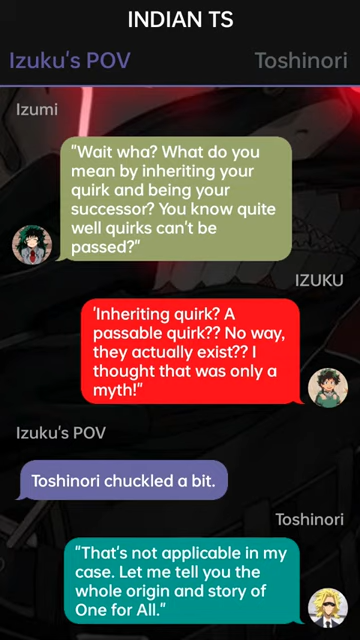 INDIAN TS
Izuku's POV
Toshinori
Izumi
"Wait wha? What do you
mean by inheriting your
quirk and being your
successor? You know quite
well quirks can't be
passed?"
IZUKU
'Inheriting quirk? A
passable quirk?? No way,
they actually exist?? I
thought that was only a
myth!"
Izuku's POV
Toshinori chuckled a bit.
Toshinori
"That's not applicable in my
case. Let me tell you the
whole origin and story of
One for All."